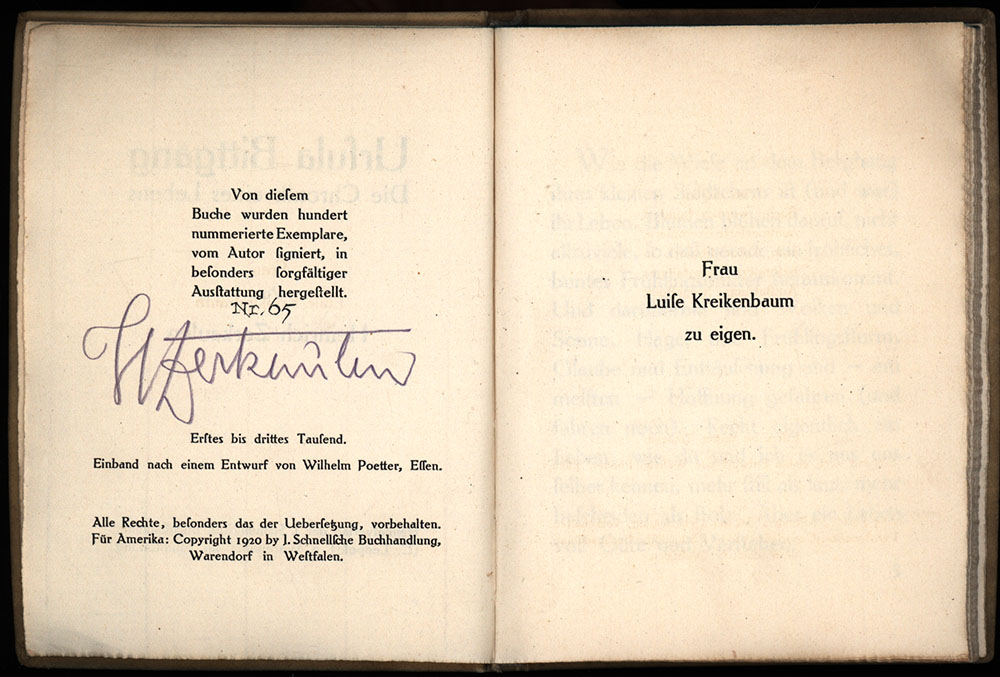 Von dieſem
Buche wurden hundert
nummerierte Exemplare,
vom Autor ſigniert, in
beſonders ſorgfältiger
Ausſtattung hergeſtellt.
Nr. 65
HZerkaulen
Erſtes bis drittes Tauſend.
Einband nach einem Entwurf von Wilhelm Poetter, Eſſen.
Alle Rechte, beſonders das der Ueberſetzung, vorbehalten.
Für Amerika: Copyright 1920 by J. Schnellſche Buchhandlung,
Warendorf in Weſtfalen.
Frau
Luiſe Kreikenbaum
zu eigen.